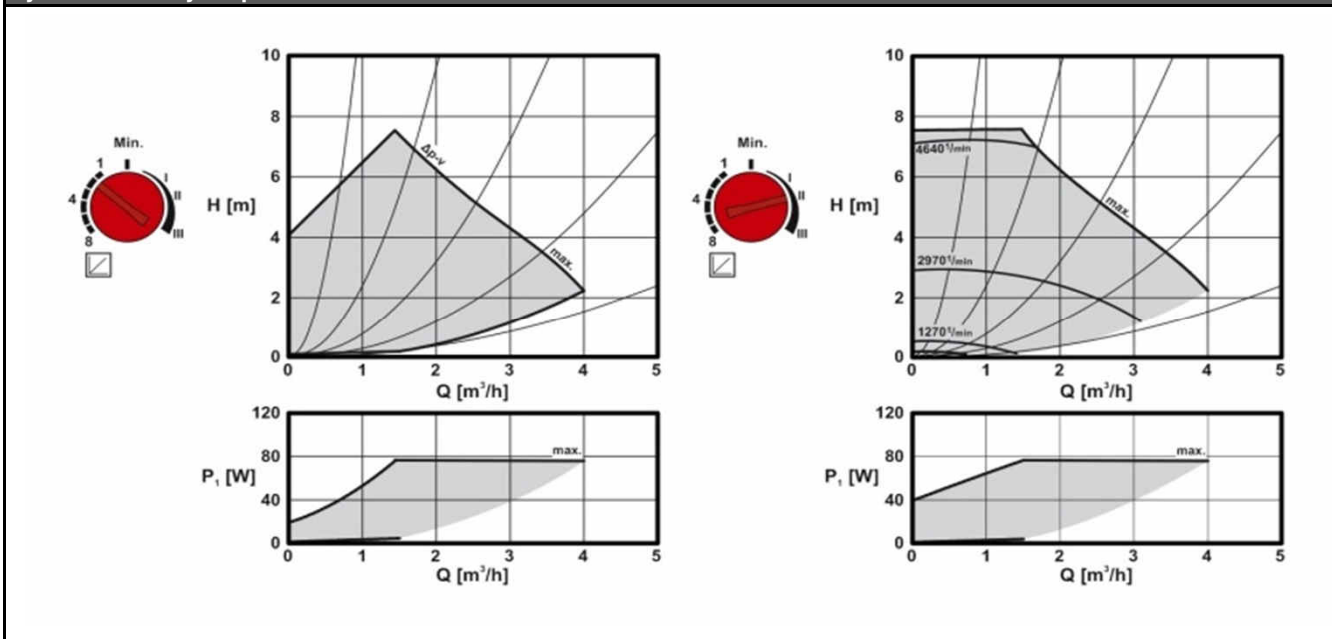 10
8
6
4
2
0
H [m]
Δp-v
max.
0 1 2 3 4 5
Q [m³/h]
Min.
1
4
8
I
II
III
120
80
40
0
P₁ [W]
max.
0 1 2 3 4 5
Q [m³/h]
10
8
6
4
2
0
H [m]
4640 ¹/min
2970 ¹/min
1270 ¹/min
max.
0 1 2 3 4 5
Q [m³/h]
Min.
1
4
8
I
II
III
120
80
40
0
P₁ [W]
max.
0 1 2 3 4 5
Q [m³/h]